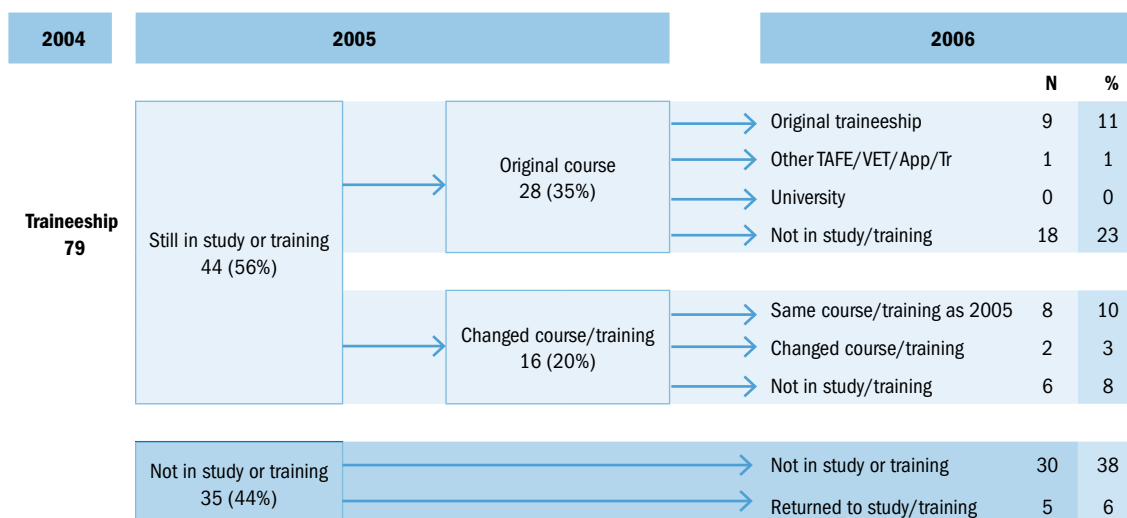 2004 2005 2006
N %
Original traineeship 9 11
Original course
28 (35%)
Other TAFE/VET/App/Tr 1 1
University 0 0
Traineeship
79
Still in study or training
44 (56%)
Not in study/training 18 23
Same course/training as 2005 8 10
Changed course/training
16 (20%)
Changed course/training 2 3
Not in study/training 6 8
Not in study or training
35 (44%)
Not in study or training 30 38
Returned to study/training 5 6